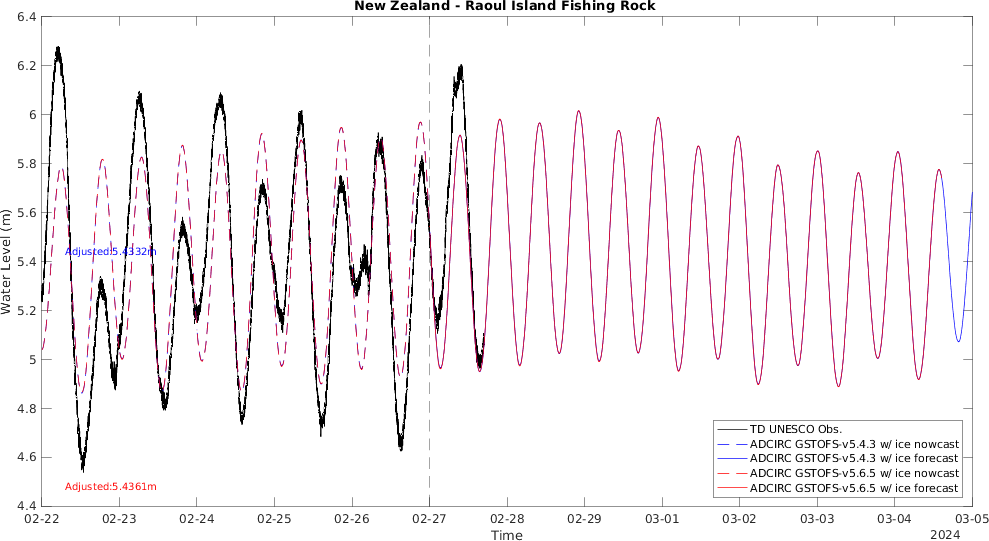 New Zealand - Raoul Island Fishing Rock
6.4
6.2
6
5.8
5.6
5.4
5.2
5
4.8
4.6
4.4
Water Level (m)
Adjusted:5.4332m
Adjusted:5.4361m
TD UNESCO Obs.
ADCIRC GSTOFS-v5.4.3 w/ ice nowcast
ADCIRC GSTOFS-v5.4.3 w/ ice forecast
ADCIRC GSTOFS-v5.6.5 w/ ice nowcast
ADCIRC GSTOFS-v5.6.5 w/ ice forecast
02-22 02-23 02-24 02-25 02-26 02-27 02-28 02-29 03-01 03-02 03-03 03-04 03-05
Time
2024